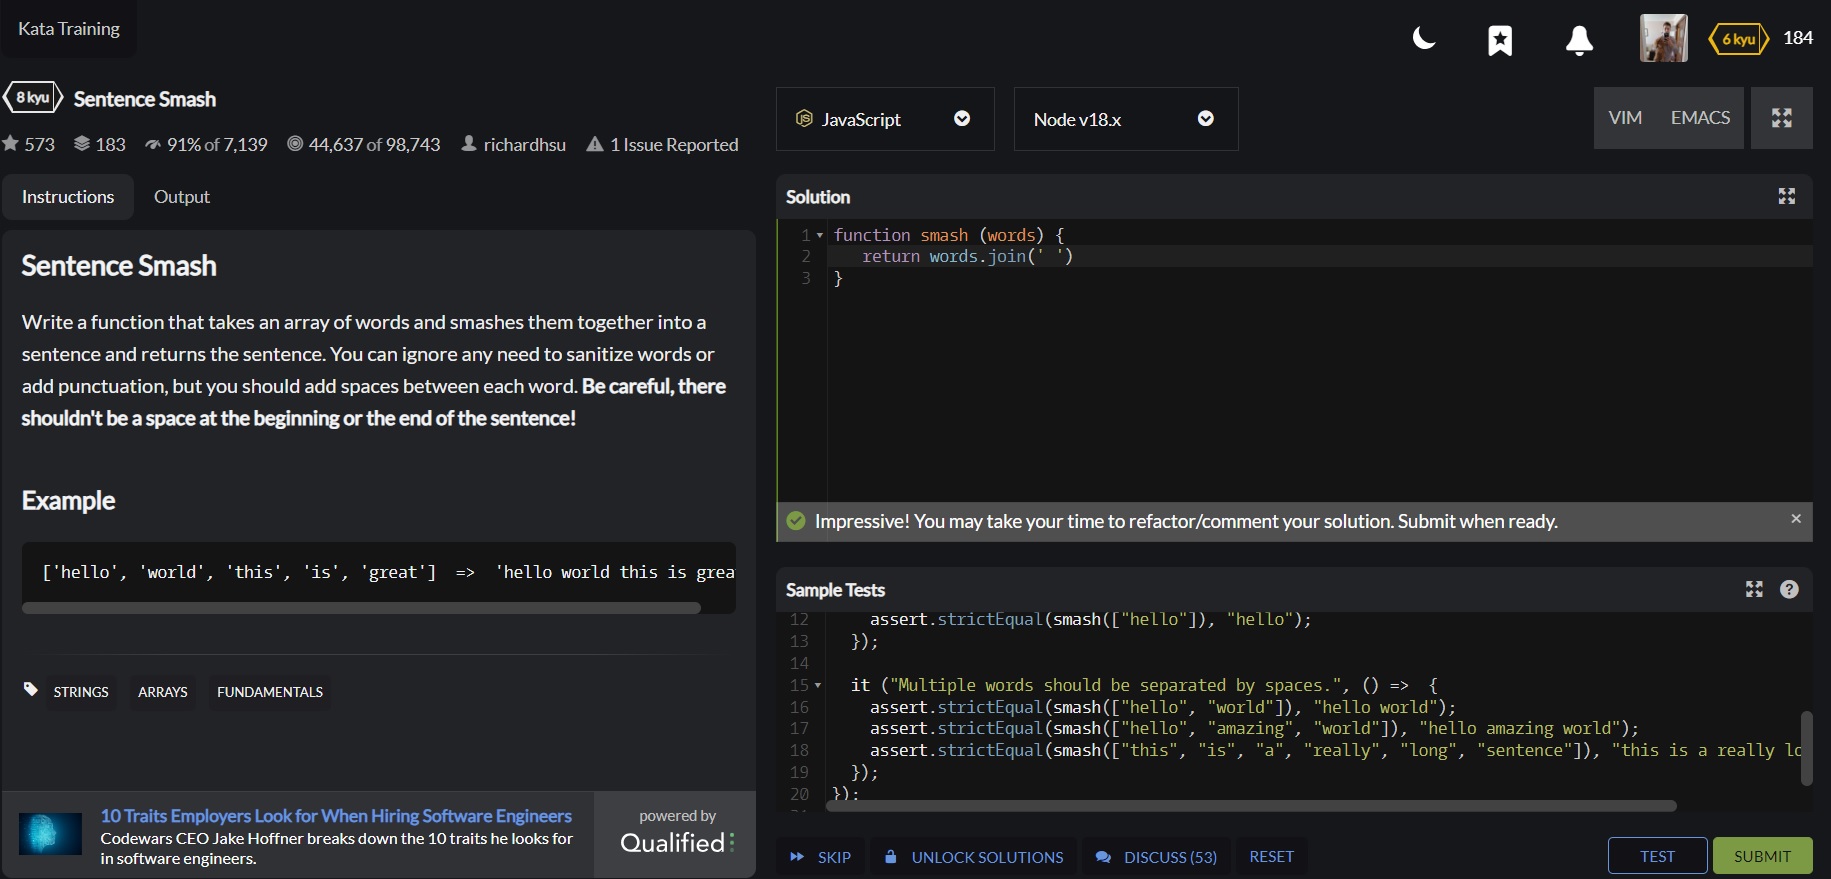 Kata Training
6 kyu 184
8 kyu Sentence Smash
573 183 91% of 7,139 44,637 of 98,743 richardhsu 1 Issue Reported
Instructions Output
Sentence Smash
Write a function that takes an array of words and smashes them together into a
sentence and returns the sentence. You can ignore any need to sanitize words or
add punctuation, but you should add spaces between each word. Be careful, there
shouldn't be a space at the beginning or the end of the sentence!
Example
['hello', 'world', 'this', 'is', 'great'] => 'hello world this is grea
STRINGS ARRAYS FUNDAMENTALS
10 Traits Employers Look for When Hiring Software Engineers
Codewars CEO Jake Hoffner breaks down the 10 traits he looks for
in software engineers.
powered by
Qualified
JS JavaScript Node v18.x VIM EMACS
Solution
1 function smash (words) {
2 return words.join(' ')
3 }
Impressive! You may take your time to refactor/comment your solution. Submit when ready. ×
Sample Tests ?
12 assert.strictEqual(smash(["hello"]), "hello");
13 });
14
15 it ("Multiple words should be separated by spaces.", () => {
16 assert.strictEqual(smash(["hello", "world"]), "hello world");
17 assert.strictEqual(smash(["hello", "amazing", "world"]), "hello amazing world");
18 assert.strictEqual(smash(["this", "is", "a", "really", "long", "sentence"]), "this is a really lo
19 });
20 });
SKIP UNLOCK SOLUTIONS DISCUSS (53) RESET TEST SUBMIT